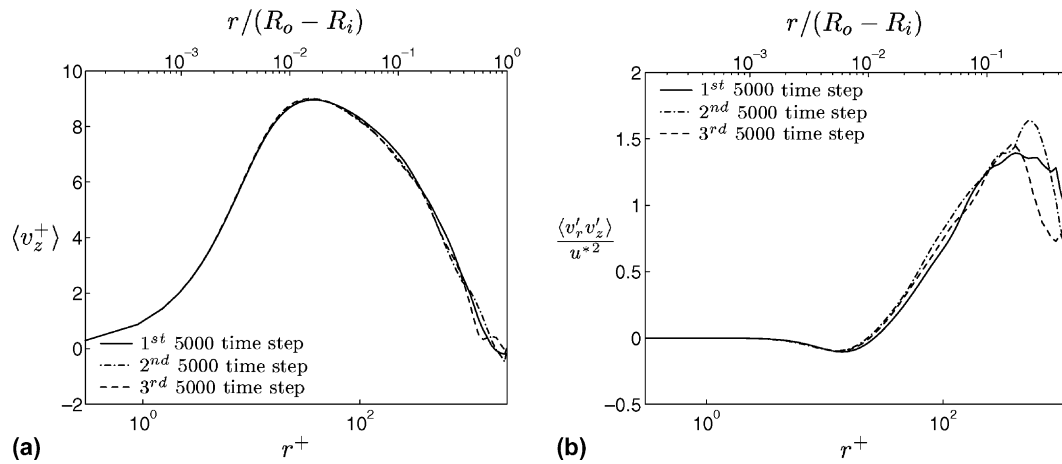 r/(R_o − R_i)
10^-3 10^-2 10^-1 10^0
10
8
6
4
2
0
−2
⟨v_z^+⟩
1^st 5000 time step
2^nd 5000 time step
3^rd 5000 time step
10^0 10^2
r^+
(a)
r/(R_o − R_i)
10^-3 10^-2 10^-1
2
1.5
1
0.5
0
−0.5
⟨v′_r v′_z⟩
u^*2
1^st 5000 time step
2^nd 5000 time step
3^rd 5000 time step
10^0 10^2
r^+
(b)